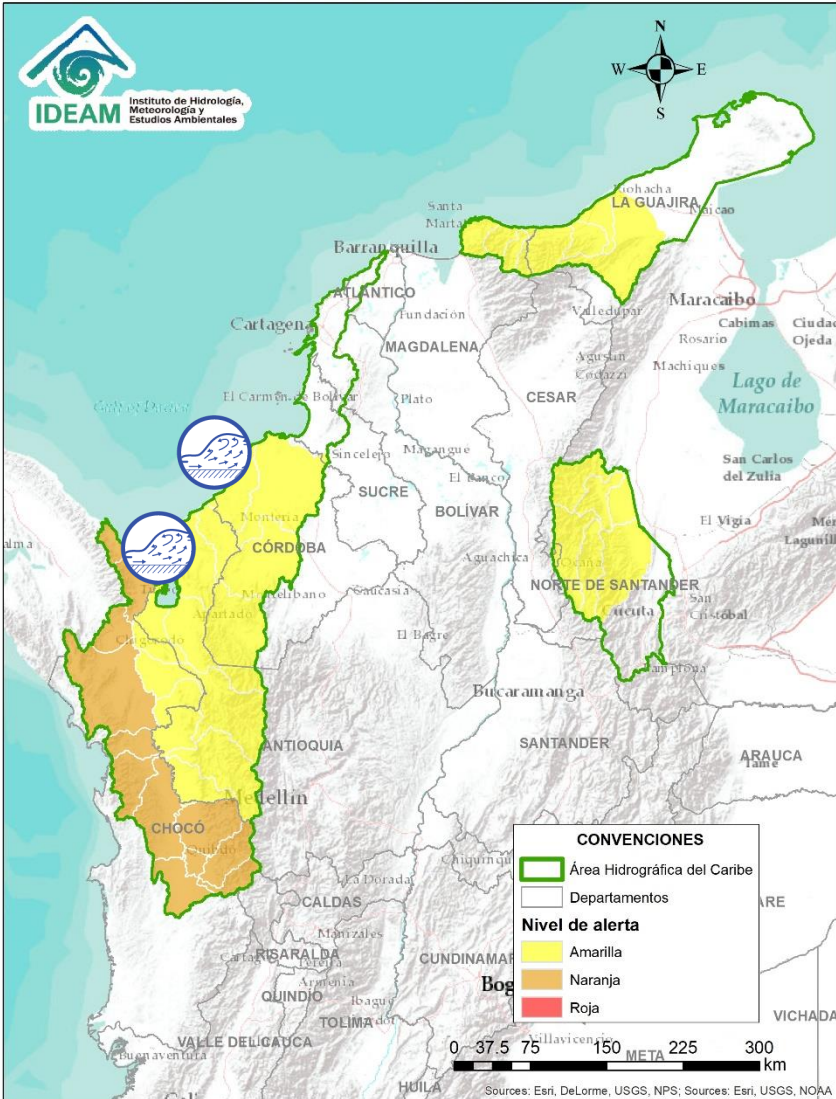 IDEAM
Instituto de Hidrología,
Meteorología y
Estudios Ambientales
N
W
E
S
Riohacha
LA GUAJIRA
Maicao
Santa
Marta
Barranquilla
ATLÁNTICO
Maracaibo
Fundación
Valledupar
Cabimas
Ciudad
Ojeda
Cartagena
Rosario
MAGDALENA
Machiques
Agustín
Codazzi
El Carmen de Bolívar
Plato
CESAR
Lago de
Maracaibo
Sincelejo
Magangue
San Carlos
del Zulia
SUCRE
El Banco
BOLÍVAR
Montería
El Vigía
CÓRDOBA
Aguachica
Ocaña
NORTE DE SANTANDER
San
Cristóbal
Montelibano
Caucasia
Apartadó
Cucuta
El Bagre
Pamplona
Bucaramanga
ANTIOQUIA
SANTANDER
ARAUCA
Tame
Medellín
CHOCÓ
Quibdó
La Dorada
CALDAS
Manizales
RISARALDA
Pereira
Armenia
QUINDÍO
Ibagué
TOLIMA
VALLE DEL CAUCA
Buenaventura
Villavicencio
META
VICHADA
HUILA
CONVENCIONES
Área Hidrográfica del Caribe
Departamentos
Nivel de alerta
Amarilla
Naranja
Roja
0 37.5 75 150 225 300
km
Sources: Esri, DeLorme, USGS, NPS; Sources: Esri, USGS, NOAA